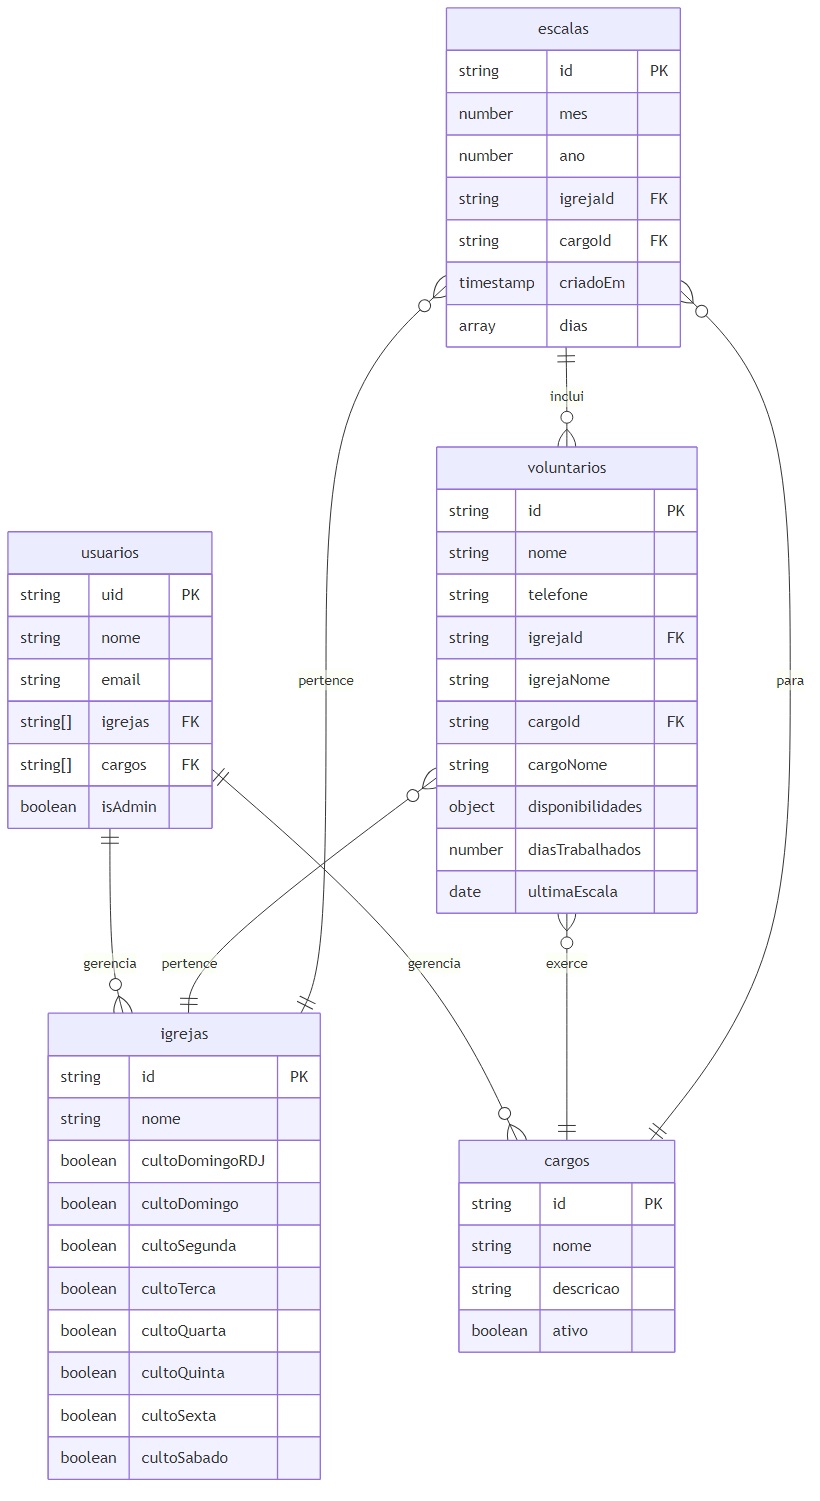 escalas
string id PK
number mes
number ano
string igrejaId FK
string cargoId FK
timestamp criadoEm
array dias
inclui
voluntarios
string id PK
string nome
string telefone
string igrejaId FK
string igrejaNome
string cargoId FK
string cargoNome
object disponibilidades
number diasTrabalhados
date ultimaEscala
usuarios
string uid PK
string nome
string email
string[] igrejas FK
string[] cargos FK
boolean isAdmin
pertence
para
gerencia
pertence
gerencia
exerce
igrejas
string id PK
string nome
boolean cultoDomingoRDJ
boolean cultoDomingo
boolean cultoSegunda
boolean cultoTerca
boolean cultoQuarta
boolean cultoQuinta
boolean cultoSexta
boolean cultoSabado
cargos
string id PK
string nome
string descricao
boolean ativo